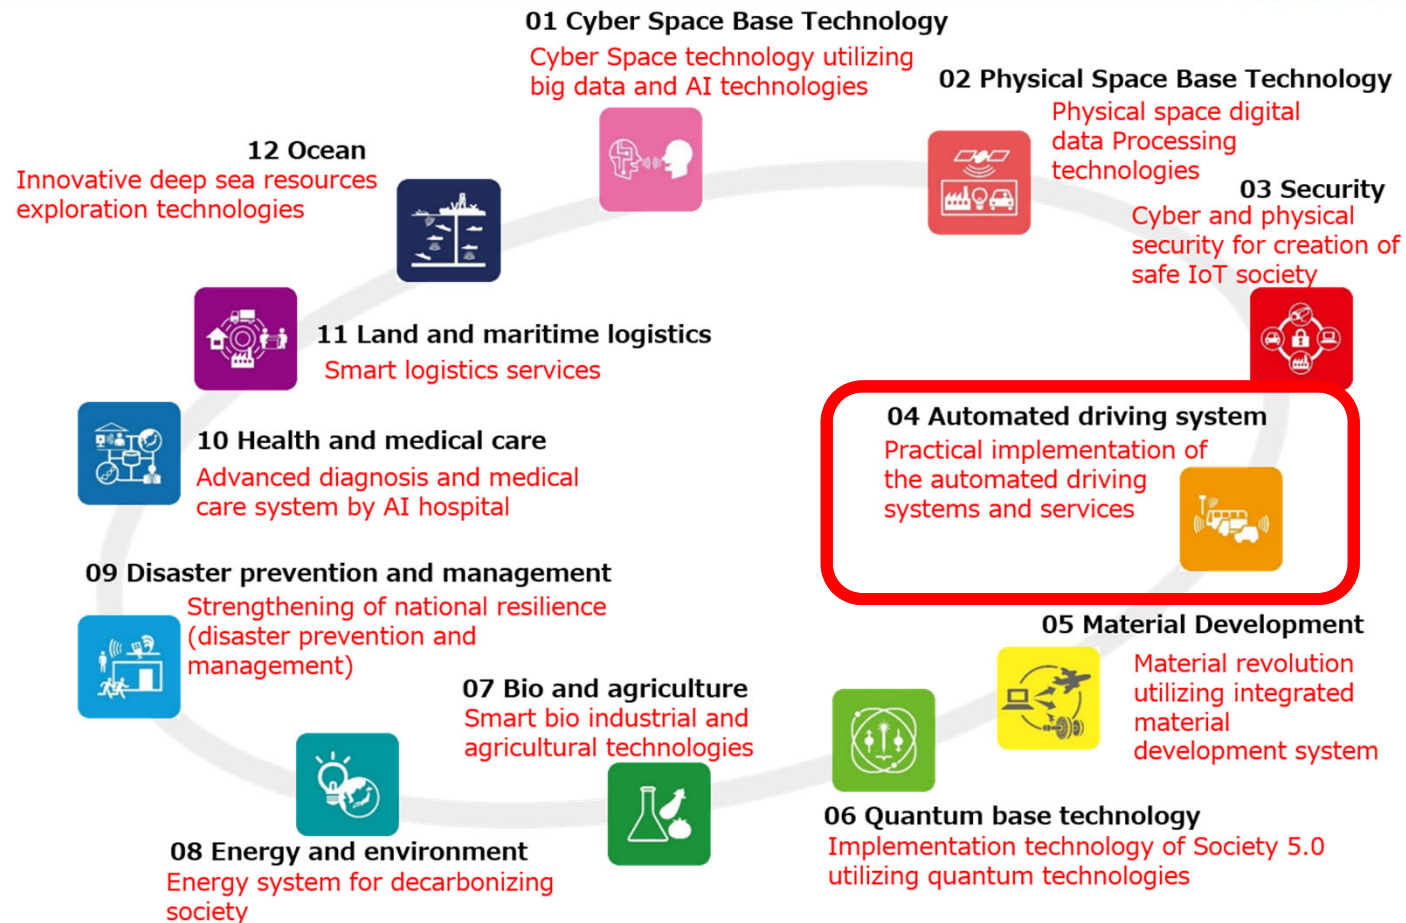 01 Cyber Space Base Technology
Cyber Space technology utilizing
big data and AI technologies
02 Physical Space Base Technology
Physical space digital
data Processing
technologies
03 Security
Cyber and physical
security for creation of
safe IoT society
04 Automated driving system
Practical implementation of
the automated driving
systems and services
05 Material Development
Material revolution
utilizing integrated
material
development system
06 Quantum base technology
Implementation technology of Society 5.0
utilizing quantum technologies
07 Bio and agriculture
Smart bio industrial and
agricultural technologies
08 Energy and environment
Energy system for decarbonizing
society
09 Disaster prevention and management
Strengthening of national resilience
(disaster prevention and
management)
10 Health and medical care
Advanced diagnosis and medical
care system by AI hospital
11 Land and maritime logistics
Smart logistics services
12 Ocean
Innovative deep sea resources
exploration technologies